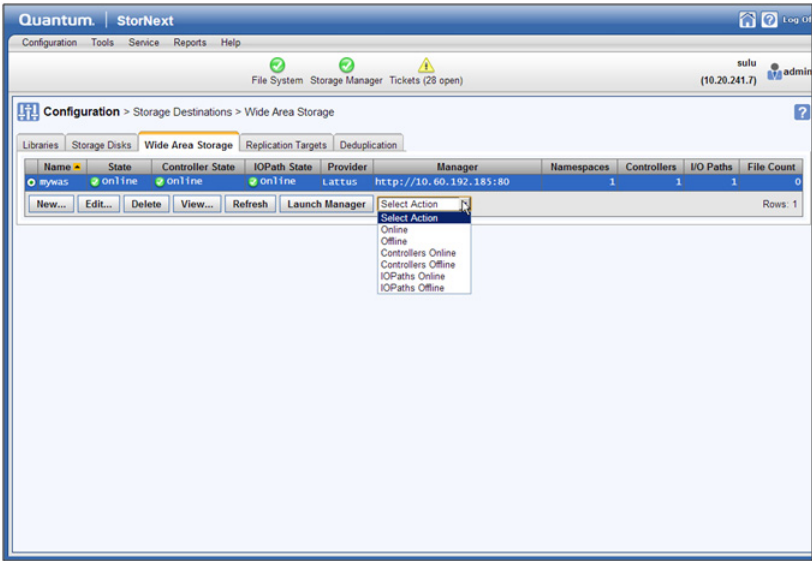 Quantum. | StorNext
Log Of
Configuration Tools Service Reports Help
File System Storage Manager Tickets (28 open)
sulu
(10.20.241.7)
admin
Configuration > Storage Destinations > Wide Area Storage
?
Libraries Storage Disks Wide Area Storage Replication Targets Deduplication
Name State Controller State IOPath State Provider Manager Namespaces Controllers I/O Paths File Count
mywas online online online Lattus http://10.60.192.185:80 1 1 1 0
New... Edit... Delete View... Refresh Launch Manager Select Action Rows: 1
Select Action
Online
Offline
Controllers Online
Controllers Offline
IOPaths Online
IOPaths Offline